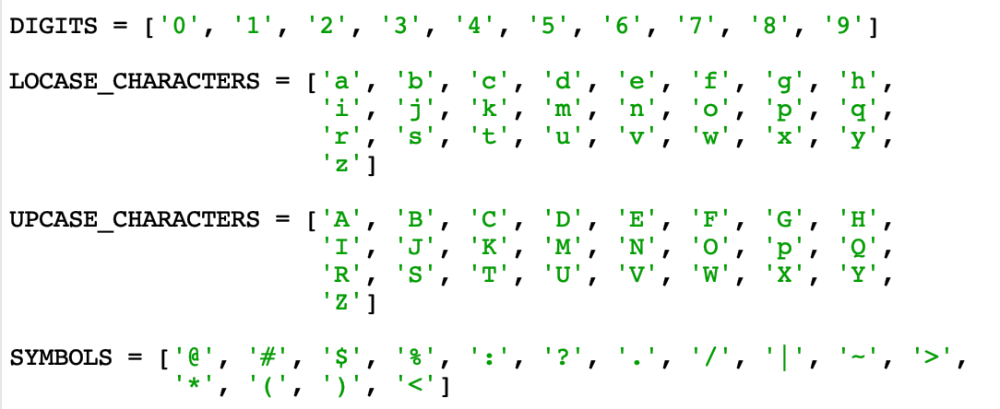 DIGITS = ['0', '1', '2', '3', '4', '5', '6', '7', '8', '9']
LOCASE_CHARACTERS = ['a', 'b', 'c', 'd', 'e', 'f', 'g', 'h',
'i', 'j', 'k', 'm', 'n', 'o', 'p', 'q',
'r', 's', 't', 'u', 'v', 'w', 'x', 'y',
'z']
UPCASE_CHARACTERS = ['A', 'B', 'C', 'D', 'E', 'F', 'G', 'H',
'I', 'J', 'K', 'M', 'N', 'O', 'p', 'Q',
'R', 'S', 'T', 'U', 'V', 'W', 'X', 'Y',
'Z']
SYMBOLS = ['@', '#', '$', '%', ':', '?', '.', '/', '|', '~', '>',
'*', '(', ')', '<']